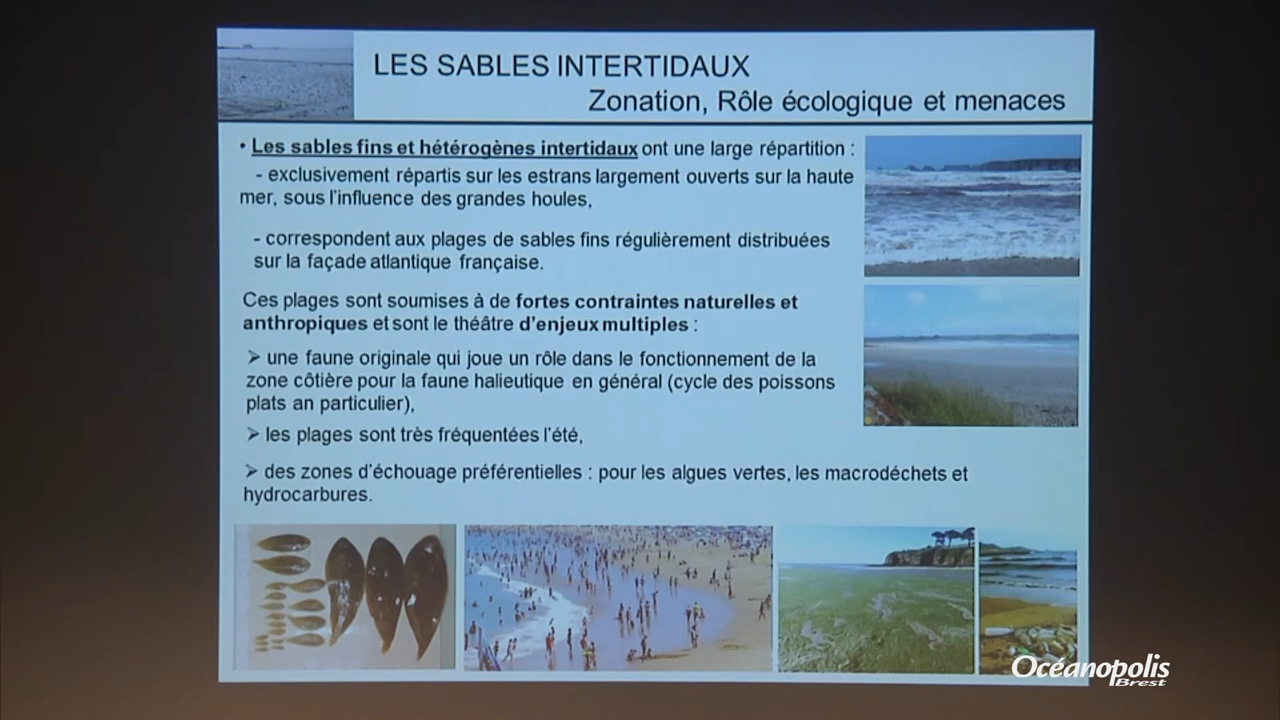 LES SABLES INTERTIDAUX
Zonation, Rôle écologique et menaces
• Les sables fins et hétérogènes intertidaux ont une large répartition :
- exclusivement répartis sur les estrans largement ouverts sur la haute
mer, sous l'influence des grandes houles,
- correspondent aux plages de sables fins régulièrement distribuées
sur la façade atlantique française.
Ces plages sont soumises à de fortes contraintes naturelles et
anthropiques et sont le théâtre d'enjeux multiples :
➢ une faune originale qui joue un rôle dans le fonctionnement de la
zone côtière pour la faune halieutique en général (cycle des poissons
plats an particulier),
➢ les plages sont très fréquentées l'été,
➢ des zones d'échouage préférentielles : pour les algues vertes, les macrodéchets et
hydrocarbures.
Océanopolis
Brest